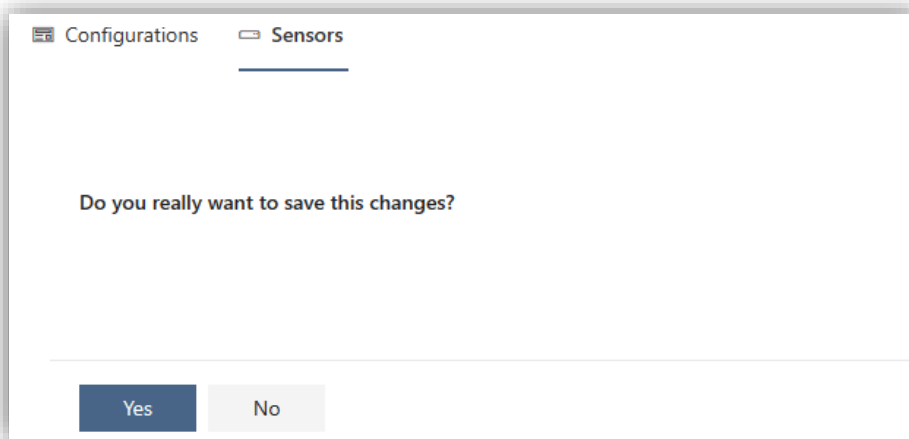 Configurations Sensors
Do you really want to save this changes?
Yes No